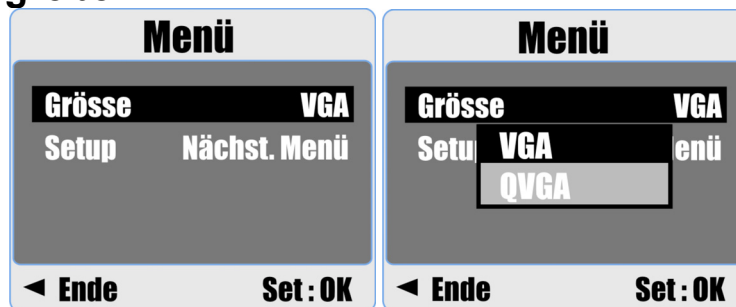 Menü
Grösse VGA
Setup Nächst. Menü
◄ Ende Set : OK
Menü
Grösse VGA
VGA
QVGA
◄ Ende Set : OK